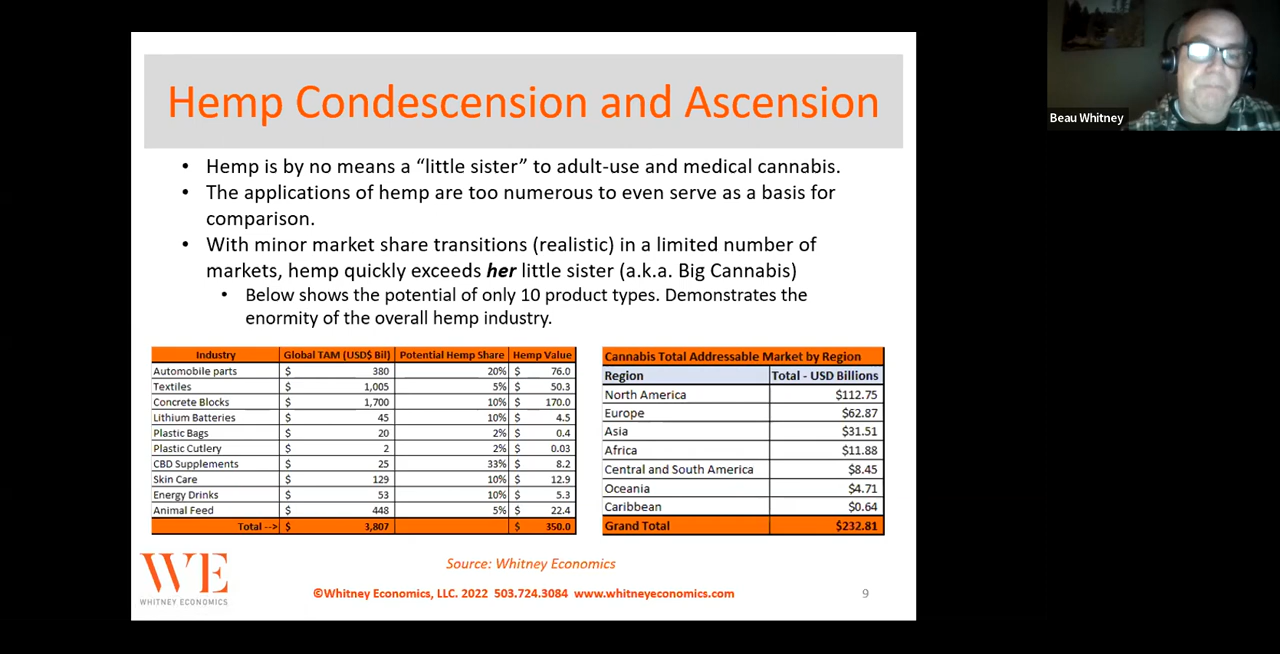 Hemp Condescension and Ascension
• Hemp is by no means a “little sister” to adult-use and medical cannabis.
• The applications of hemp are too numerous to even serve as a basis for
comparison.
• With minor market share transitions (realistic) in a limited number of
markets, hemp quickly exceeds her little sister (a.k.a. Big Cannabis)
• Below shows the potential of only 10 product types. Demonstrates the
enormity of the overall hemp industry.
Industry Global TAM (USD$ Bil) Potential Hemp Share Hemp Value
Automobile parts $ 380 20% $ 76.0
Textiles $ 1,005 5% $ 50.3
Concrete Blocks $ 1,700 10% $ 170.0
Lithium Batteries $ 45 10% $ 4.5
Plastic Bags $ 20 2% $ 0.4
Plastic Cutlery $ 2 2% $ 0.03
CBD Supplements $ 25 33% $ 8.2
Skin Care $ 129 10% $ 12.9
Energy Drinks $ 53 10% $ 5.3
Animal Feed $ 448 5% $ 22.4
Total --> $ 3,807 $ 350.0
Cannabis Total Addressable Market by Region
Region Total - USD Billions
North America $112.75
Europe $62.87
Asia $31.51
Africa $11.88
Central and South America $8.45
Oceania $4.71
Caribbean $0.64
Grand Total $232.81
Source: Whitney Economics
WE
WHITNEY ECONOMICS
©Whitney Economics, LLC. 2022 503.724.3084 www.whitneyeconomics.com
9
Beau Whitney